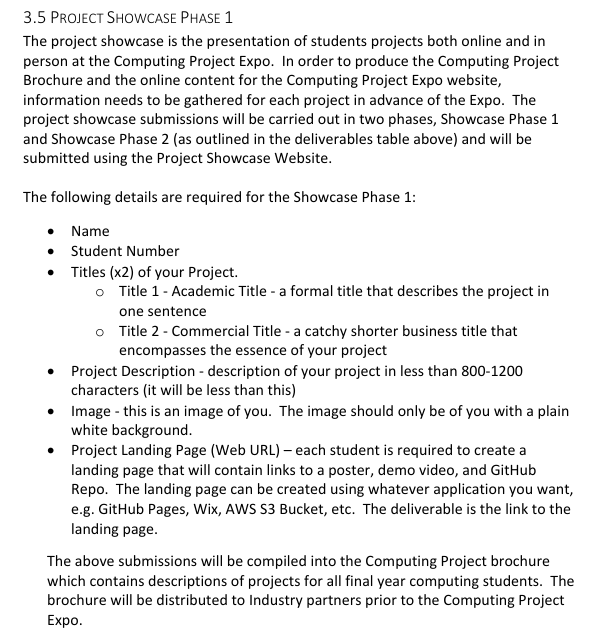 3.5 PROJECT SHOWCASE PHASE 1
The project showcase is the presentation of students projects both online and in
person at the Computing Project Expo.  In order to produce the Computing Project
Brochure and the online content for the Computing Project Expo website,
information needs to be gathered for each project in advance of the Expo.  The
project showcase submissions will be carried out in two phases, Showcase Phase 1
and Showcase Phase 2 (as outlined in the deliverables table above) and will be
submitted using the Project Showcase Website.
The following details are required for the Showcase Phase 1:
• Name
• Student Number
• Titles (x2) of your Project.
o Title 1 - Academic Title - a formal title that describes the project in
one sentence
o Title 2 - Commercial Title - a catchy shorter business title that
encompasses the essence of your project
• Project Description - description of your project in less than 800-1200
characters (it will be less than this)
• Image - this is an image of you.  The image should only be of you with a plain
white background.
• Project Landing Page (Web URL) – each student is required to create a
landing page that will contain links to a poster, demo video, and GitHub
Repo.  The landing page can be created using whatever application you want,
e.g. GitHub Pages, Wix, AWS S3 Bucket, etc.  The deliverable is the link to the
landing page.
The above submissions will be compiled into the Computing Project brochure
which contains descriptions of projects for all final year computing students.  The
brochure will be distributed to Industry partners prior to the Computing Project
Expo.